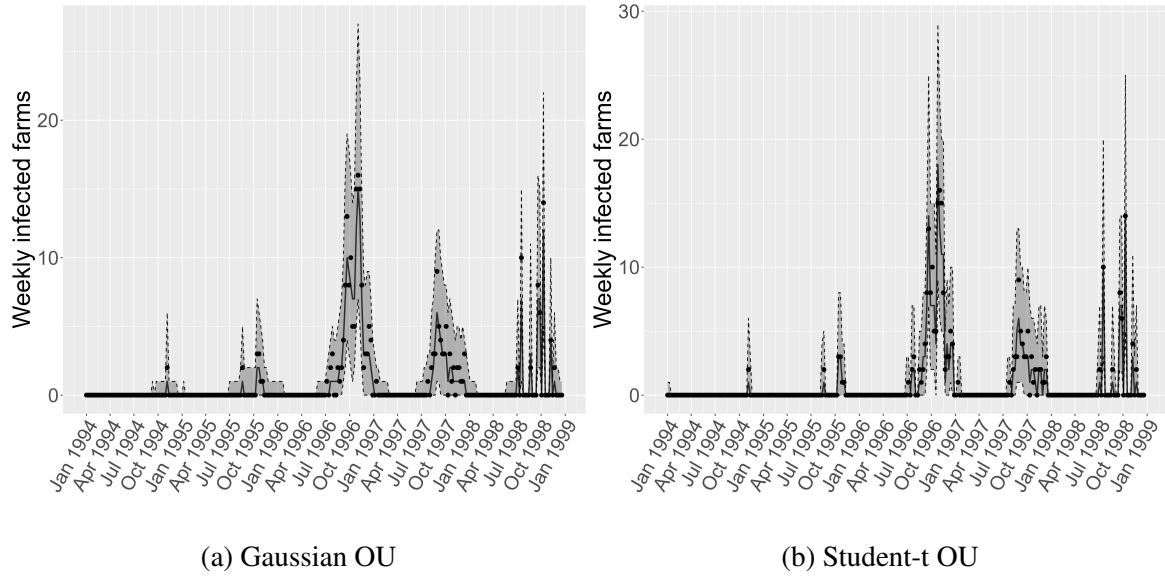 Weekly infected farms
20
10
0
Jan 1994
Apr 1994
Jul 1994
Oct 1994
Jan 1995
Apr 1995
Jul 1995
Oct 1995
Jan 1996
Apr 1996
Jul 1996
Oct 1996
Jan 1997
Apr 1997
Jul 1997
Oct 1997
Jan 1998
Apr 1998
Jul 1998
Oct 1998
Jan 1999
(a) Gaussian OU
Weekly infected farms
30
20
10
0
Jan 1994
Apr 1994
Jul 1994
Oct 1994
Jan 1995
Apr 1995
Jul 1995
Oct 1995
Jan 1996
Apr 1996
Jul 1996
Oct 1996
Jan 1997
Apr 1997
Jul 1997
Oct 1997
Jan 1998
Apr 1998
Jul 1998
Oct 1998
Jan 1999
(b) Student-t OU